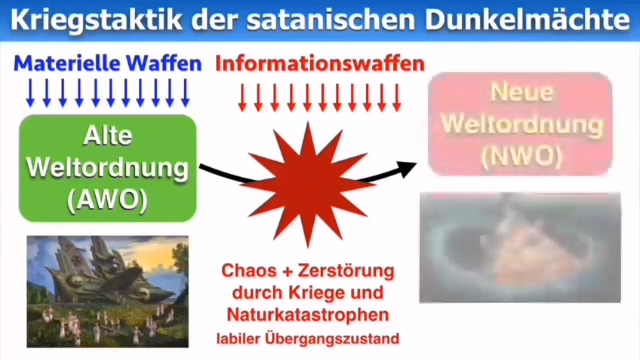 Kriegstaktik der satanischen Dunkelmächte
Materielle Waffen
Informationswaffen
Alte
Weltordnung
(AWO)
Neue
Weltordnung
(NWO)
Chaos + Zerstörung
durch Kriege und
Naturkatastrophen
labiler Übergangszustand